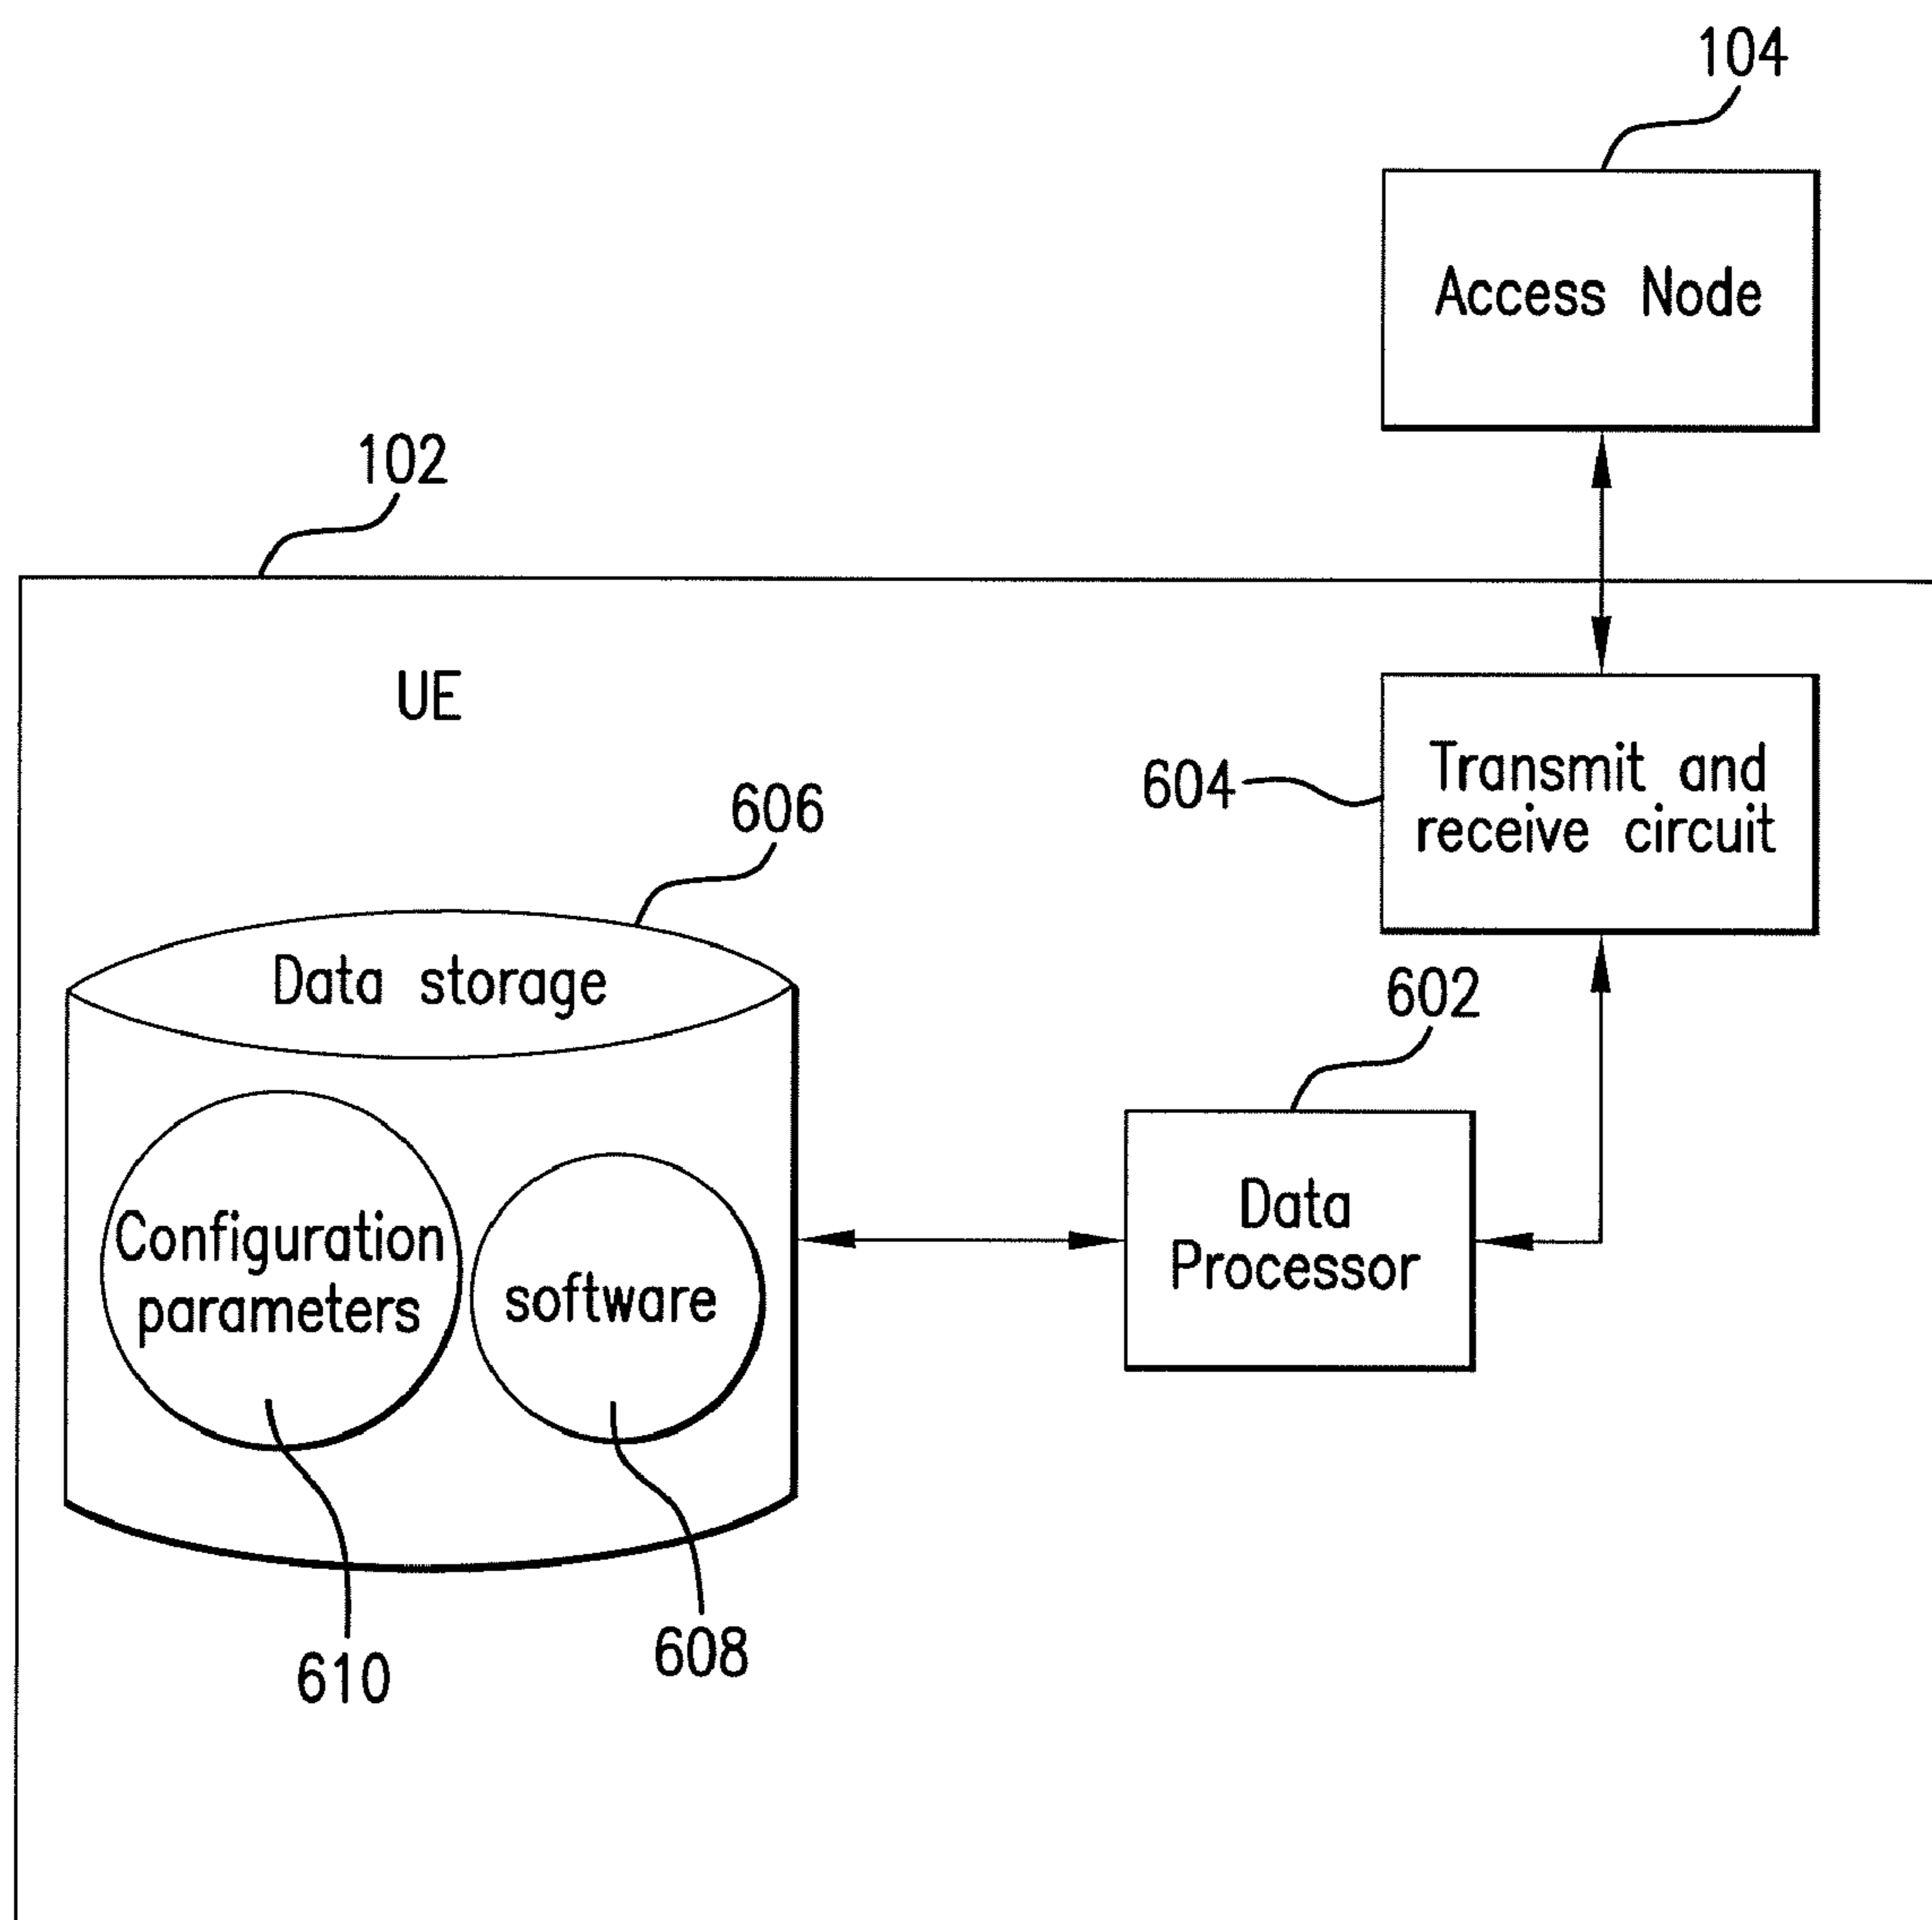 104
Access Node
102
UE
604
Transmit and
receive circuit
606
Data storage
602
Data
Processor
Configuration
parameters
software
610
608